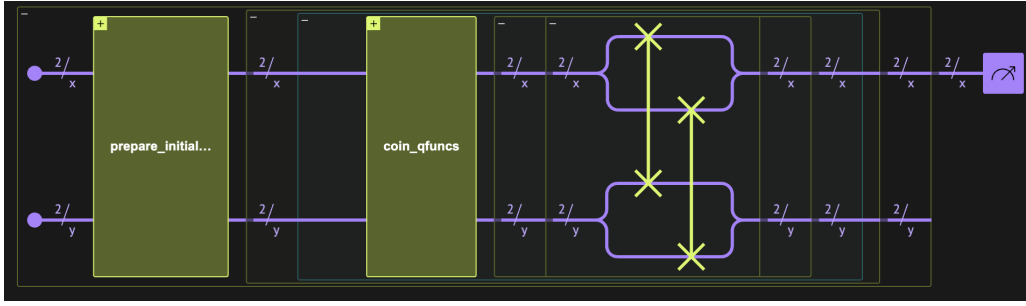 2 x 2 x 2 x 2 x 2 x 2 x 2 x 2 x
prepare_initial...
coin_qfuncs
2 y 2 y 2 y 2 y 2 y 2 y 2 y